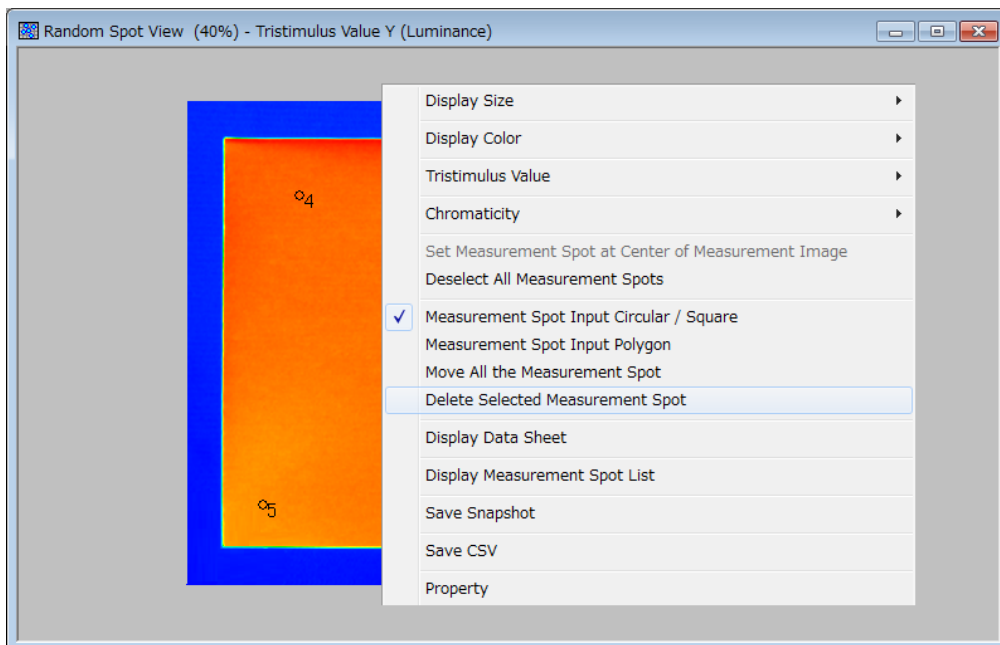 Random Spot View (40%) - Tristimulus Value Y (Luminance)
Display Size
Display Color
Tristimulus Value
Chromaticity
Set Measurement Spot at Center of Measurement Image
Deselect All Measurement Spots
Measurement Spot Input Circular / Square
Measurement Spot Input Polygon
Move All the Measurement Spot
Delete Selected Measurement Spot
Display Data Sheet
Display Measurement Spot List
Save Snapshot
Save CSV
Property
4
5